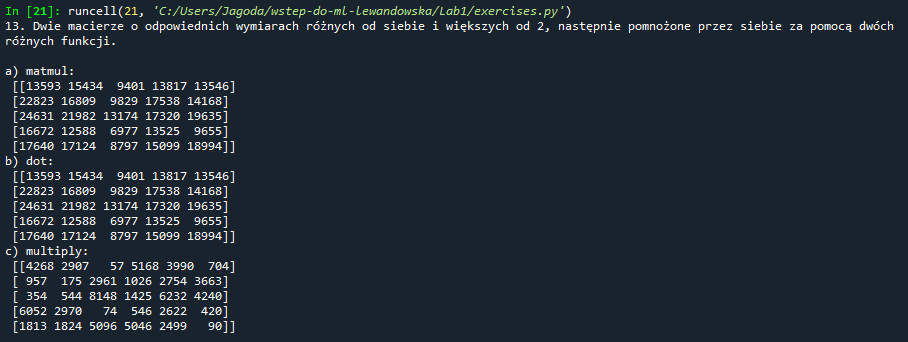 In [21]: runcell(21, 'C:/Users/Jagoda/wstep-do-ml-lewandowska/Lab1/exercises.py')
13. Dwie macierze o odpowiednich wymiarach różnych od siebie i większych od 2, następnie pomnożone przez siebie za pomocą dwóch
różnych funkcji.
a) matmul:
[[13593 15434  9401 13817 13546]
[22823 16809  9829 17538 14168]
[24631 21982 13174 17320 19635]
[16672 12588  6977 13525  9655]
[17640 17124  8797 15099 18994]]
b) dot:
[[13593 15434  9401 13817 13546]
[22823 16809  9829 17538 14168]
[24631 21982 13174 17320 19635]
[16672 12588  6977 13525  9655]
[17640 17124  8797 15099 18994]]
c) multiply:
[[4268 2907   57 5168 3990  704]
[ 957  175 2961 1026 2754 3663]
[ 354  544 8148 1425 6232 4240]
[6052 2970   74  546 2622  420]
[1813 1824 5096 5046 2499   90]]